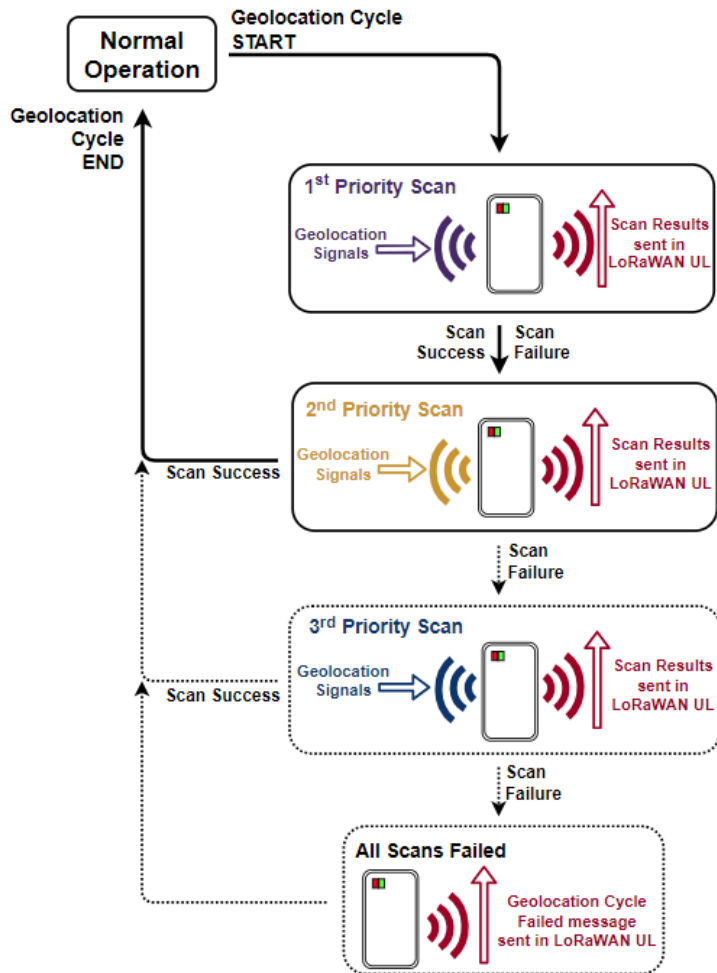 Normal
Operation
Geolocation Cycle
START
Geolocation
Cycle
END
1st Priority Scan
Geolocation
Signals
Scan Results
sent in
LoRaWAN UL
Scan
Success
Scan
Failure
2nd Priority Scan
Geolocation
Signals
Scan Results
sent in
LoRaWAN UL
Scan Success
Scan
Failure
3rd Priority Scan
Geolocation
Signals
Scan Results
sent in
LoRaWAN UL
Scan Success
Scan
Failure
All Scans Failed
Geolocation Cycle
Failed message
sent in LoRaWAN UL